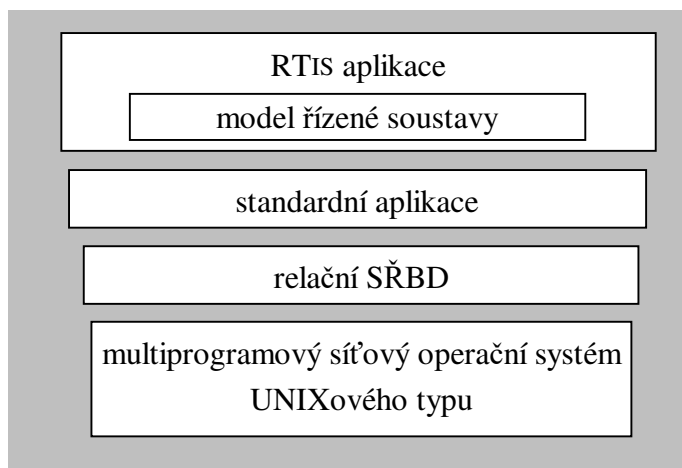 RTIS aplikace
model řízené soustavy
standardní aplikace
relační SŘBD
multiprogramový síťový operační systém
UNIXového typu